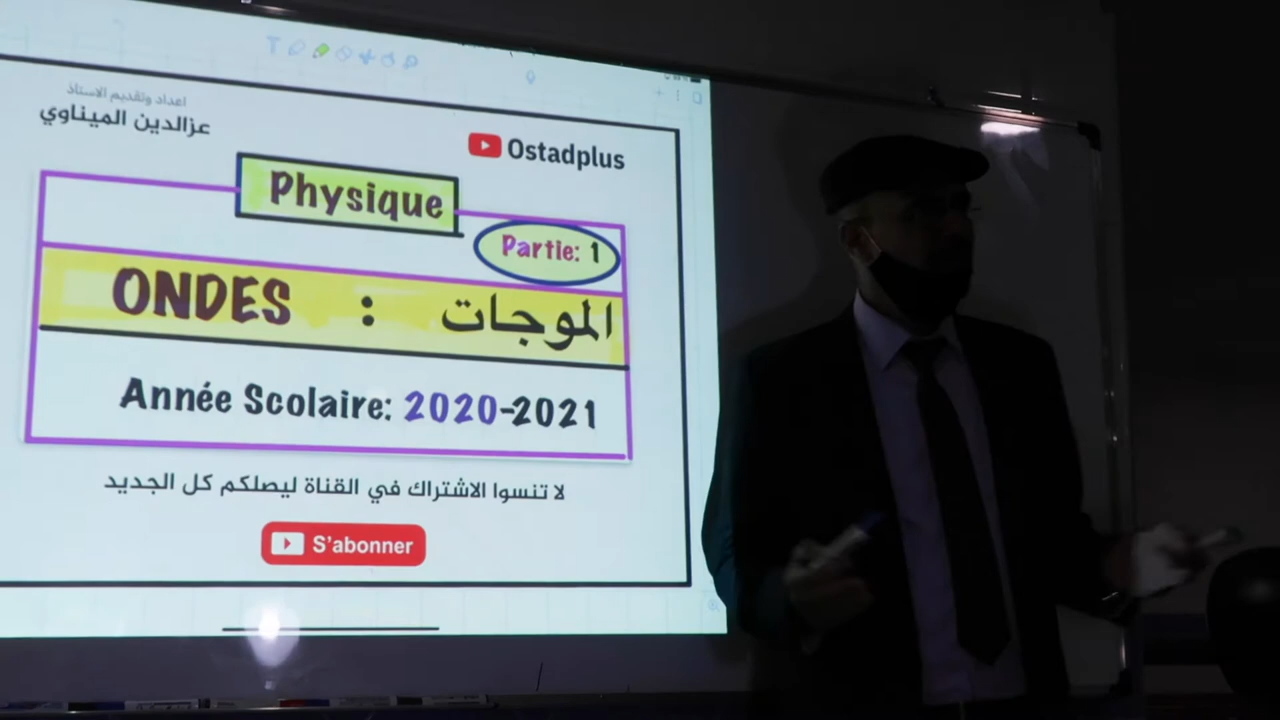 اعداد وتقديم الاستاذ
عزالدين الميناوي
Ostadplus
Physique
Partie: 1
ONDES : الموجات
Année Scolaire: 2020-2021
لا تنسوا الاشتراك في القناة ليصلكم كل الجديد
S'abonner